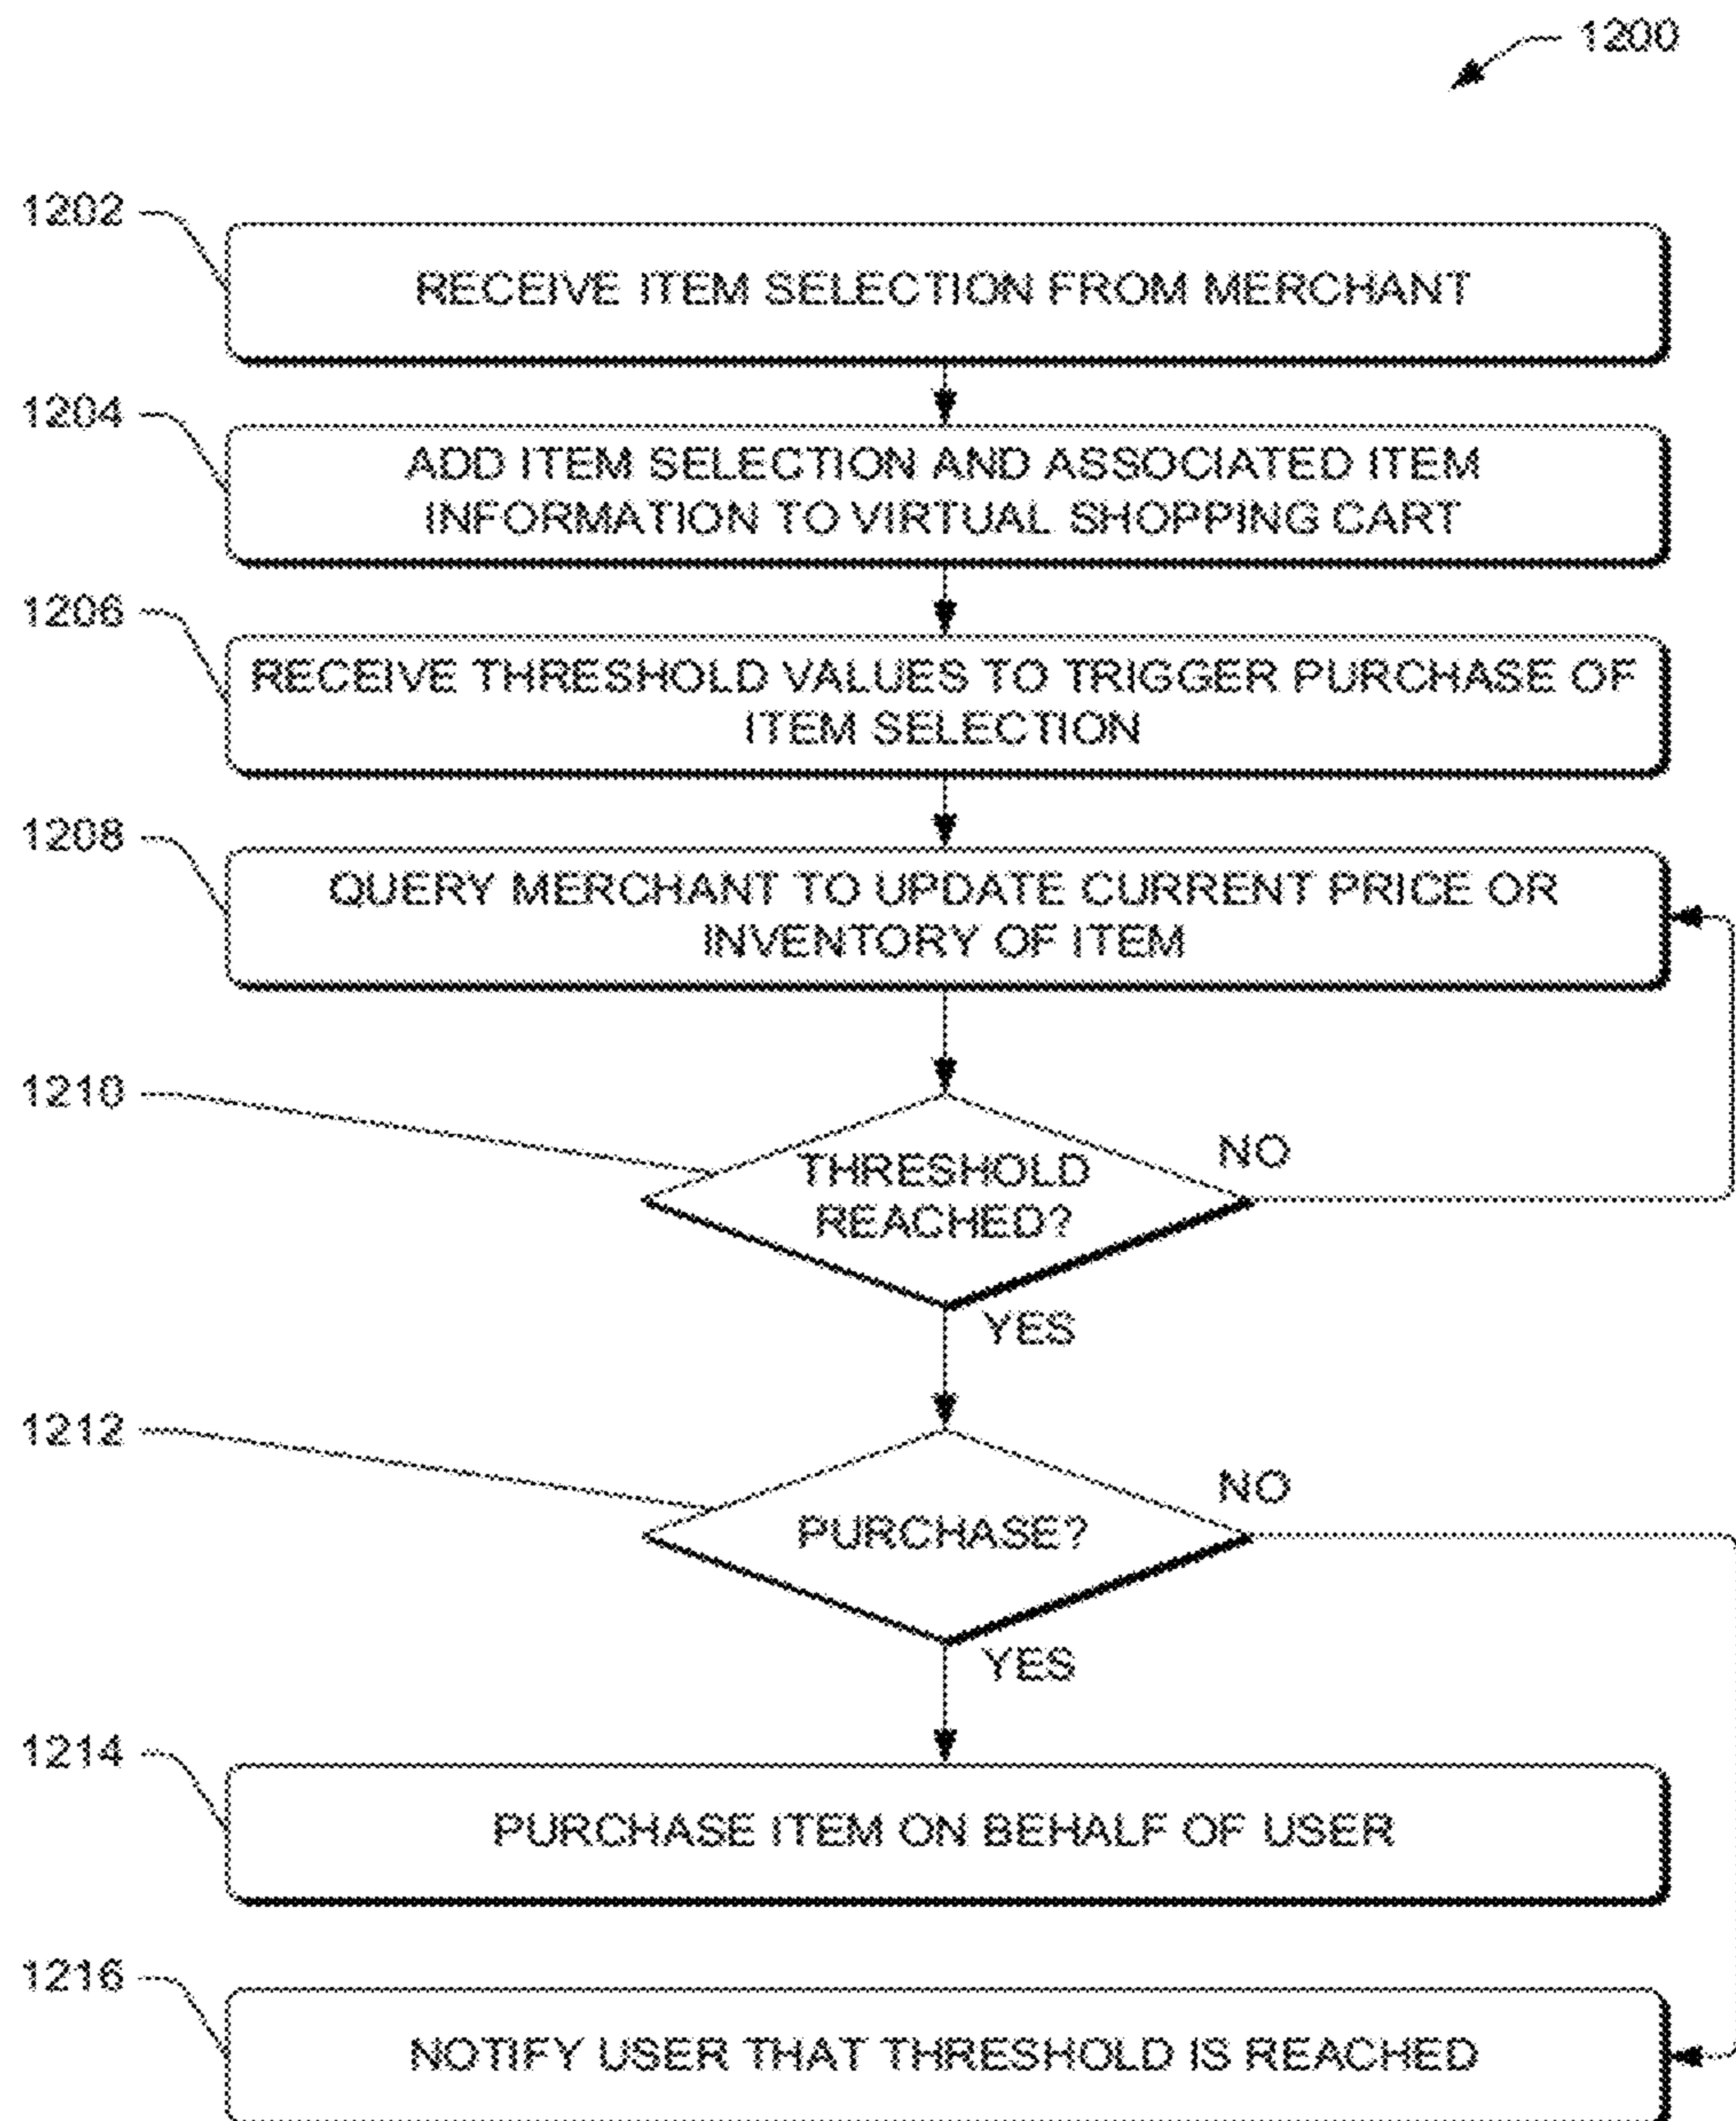 1200
1202
RECEIVE ITEM SELECTION FROM MERCHANT
1204
ADD ITEM SELECTION AND ASSOCIATED ITEM
INFORMATION TO VIRTUAL SHOPPING CART
1206
RECEIVE THRESHOLD VALUES TO TRIGGER PURCHASE OF
ITEM SELECTION
1208
QUERY MERCHANT TO UPDATE CURRENT PRICE OR
INVENTORY OF ITEM
1210
THRESHOLD
REACHED?
NO
YES
1212
PURCHASE?
NO
YES
1214
PURCHASE ITEM ON BEHALF OF USER
1216
NOTIFY USER THAT THRESHOLD IS REACHED